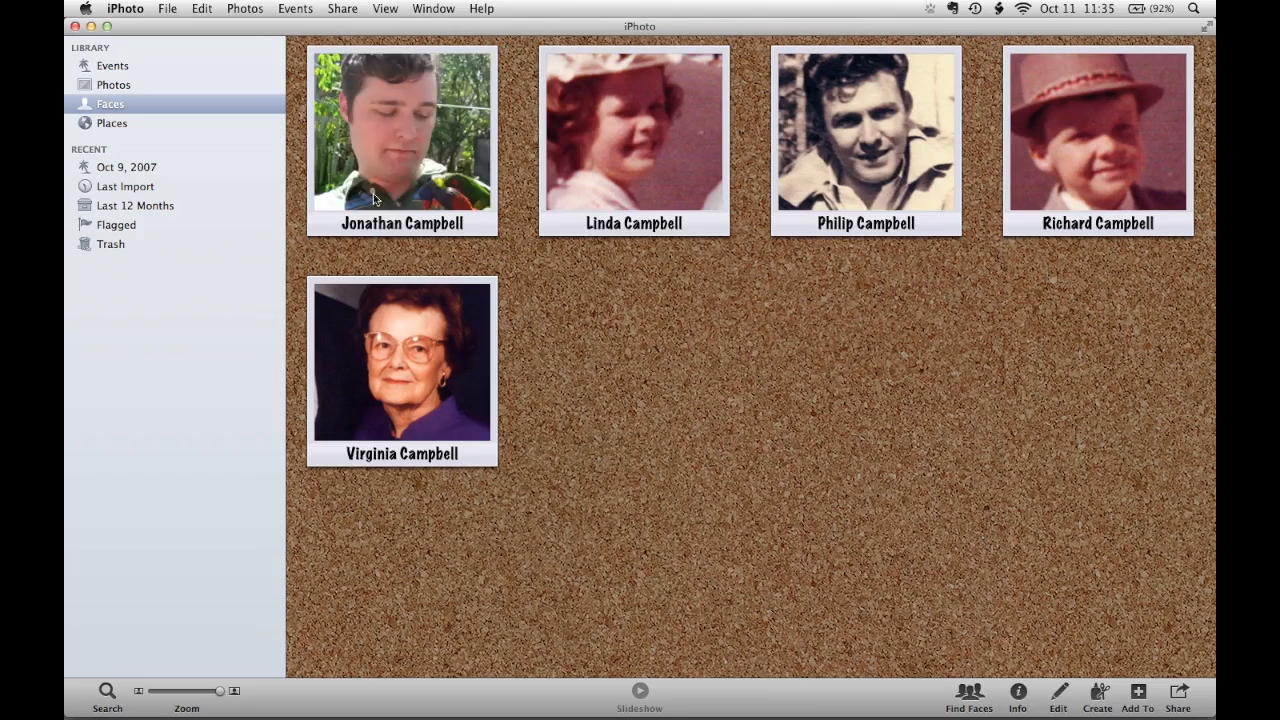 iPhoto File Edit Photos Events Share View Window Help Oct 11 11:35 (92%)
iPhoto
LIBRARY
Events
Photos
Faces
Places
RECENT
Oct 9, 2007
Last Import
Last 12 Months
Flagged
Trash
Jonathan Campbell Linda Campbell Philip Campbell Richard Campbell
Virginia Campbell
Search Zoom Slideshow Find Faces Info Edit Create Add To Share